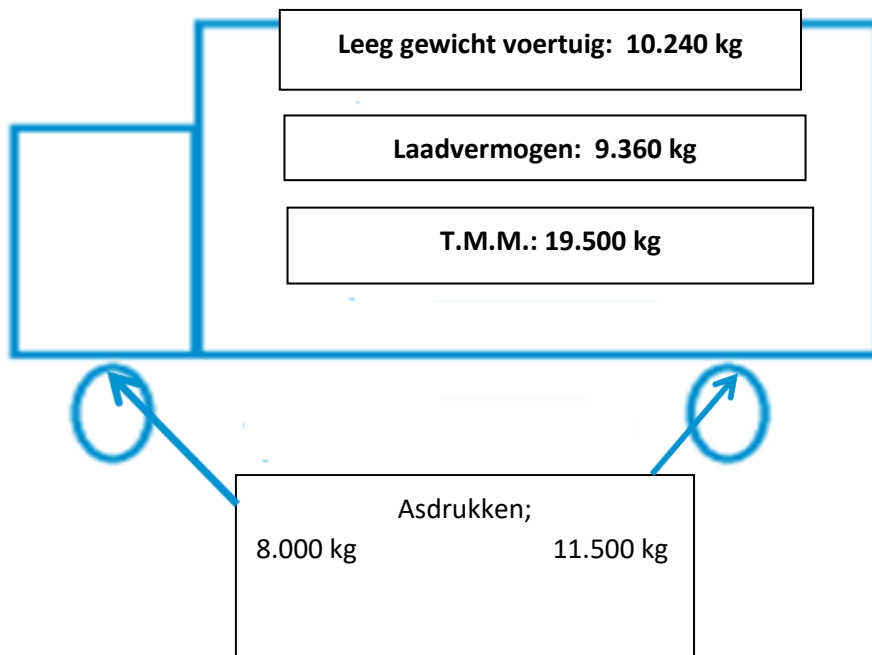 Leeg gewicht voertuig: 10.240 kg
Laadvermogen: 9.360 kg
T.M.M.: 19.500 kg
Asdrukken;
8.000 kg 11.500 kg